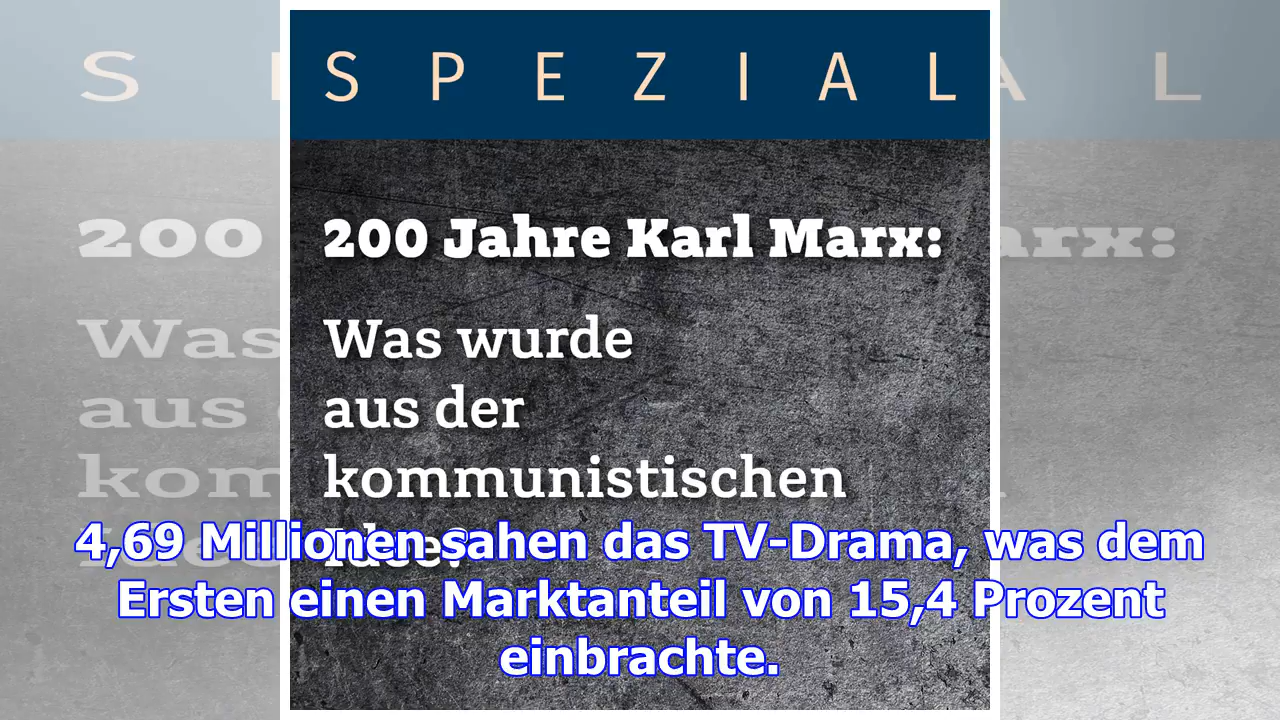 SPEZIAL
200 Jahre Karl Marx:
Was wurde
aus der
kommunistischen
Idee?
4,69 Millionen sahen das TV-Drama, was dem
Ersten einen Marktanteil von 15,4 Prozent
einbrachte.